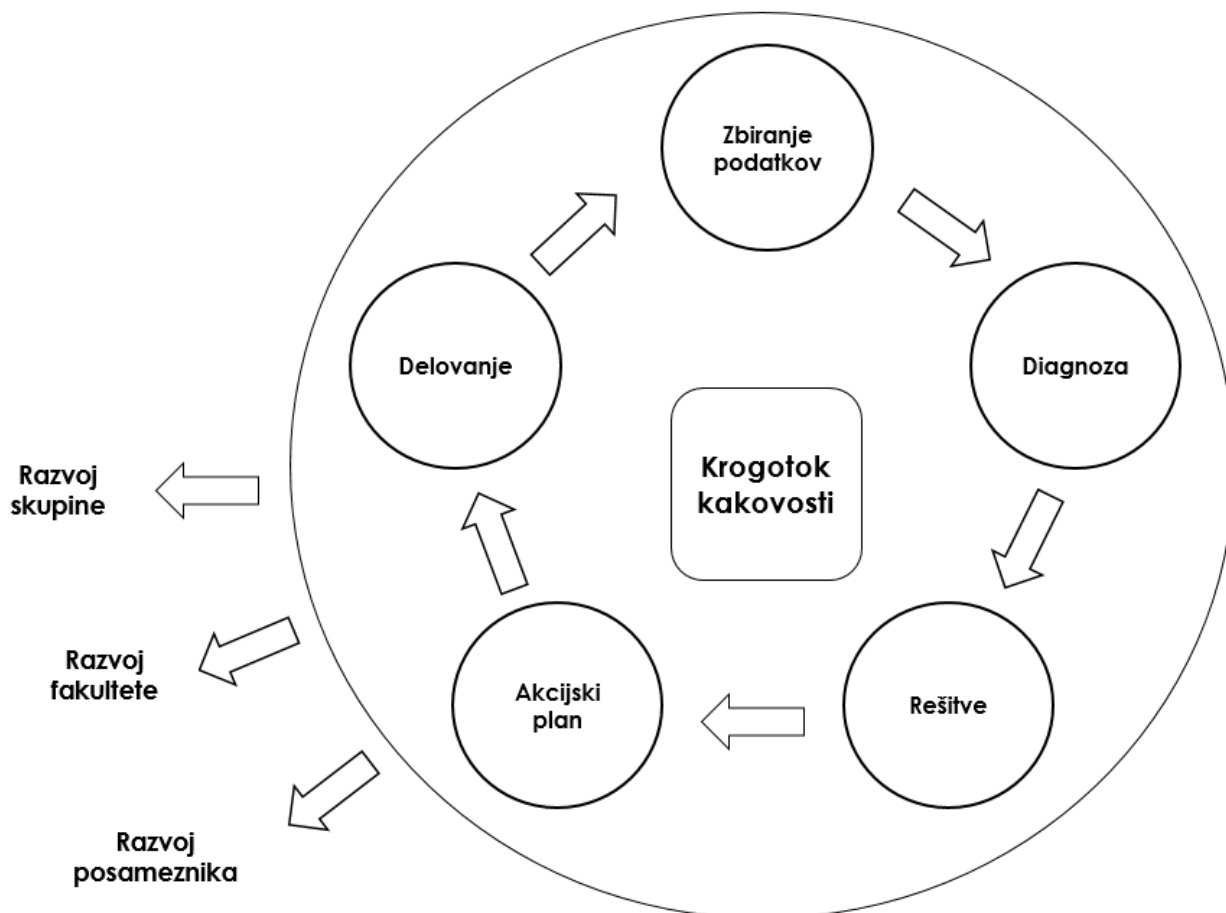 Zbiranje
podatkov
Delovanje
Diagnoza
Krogotok
kakovosti
Razvoj
skupine
Razvoj
fakultete
Akcijski
plan
Rešitve
Razvoj
posameznika